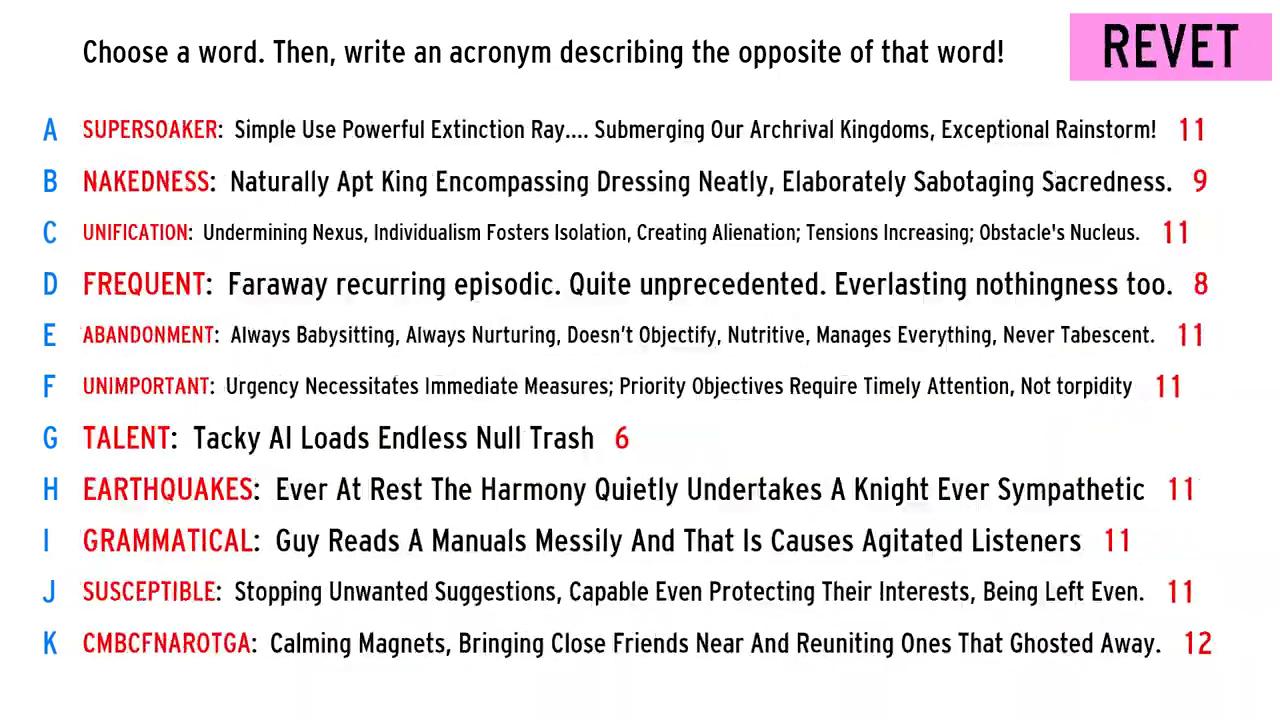 Choose a word. Then, write an acronym describing the opposite of that word!
REVET
A SUPERSOAKER: Simple Use Powerful Extinction Ray.... Submerging Our Archrival Kingdoms, Exceptional Rainstorm! 11
B NAKEDNESS: Naturally Apt King Encompassing Dressing Neatly, Elaborately Sabotaging Sacredness. 9
C UNIFICATION: Undermining Nexus, Individualism Fosters Isolation, Creating Alienation; Tensions Increasing; Obstacle's Nucleus. 11
D FREQUENT: Faraway recurring episodic. Quite unprecedented. Everlasting nothingness too. 8
E ABANDONMENT: Always Babysitting, Always Nurturing, Doesn't Objectify, Nutritive, Manages Everything, Never Tabescent. 11
F UNIMPORTANT: Urgency Necessitates Immediate Measures; Priority Objectives Require Timely Attention, Not torpidity 11
G TALENT: Tacky AI Loads Endless Null Trash 6
H EARTHQUAKES: Ever At Rest The Harmony Quietly Undertakes A Knight Ever Sympathetic 11
I GRAMMATICAL: Guy Reads A Manuals Messily And That Is Causes Agitated Listeners 11
J SUSCEPTIBLE: Stopping Unwanted Suggestions, Capable Even Protecting Their Interests, Being Left Even. 11
K CMBCFNAROTGA: Calming Magnets, Bringing Close Friends Near And Reuniting Ones That Ghosted Away. 12